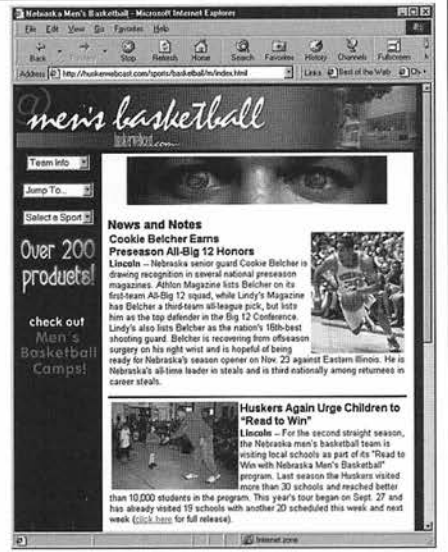 Nebraska Men's Basketball - Microsoft Internet Explorer
File Edit View Go Favorites Help
Back Stop Refresh Home Search Favorites History Channels Fullscreen
Address http://huskerwebcast.com/sports/basketball/m/index.html Links Best of the Web
men's basketball
huskerwebcast.com
Team Info
Jump To...
Select a Sport
Over 200
products!
check out
Men's
Basketball
Camps!
News and Notes
Cookie Belcher Earns
Preseason All-Big 12 Honors
Lincoln -- Nebraska senior guard Cookie Belcher is
drawing recognition in several national preseason
magazines. Athlon Magazine lists Belcher on its
first-team All-Big 12 squad, while Lindy's Magazine
has Belcher a third-team all-league pick, but lists
him as the top defender in the Big 12 Conference.
Lindy's also lists Belcher as the nation's 16th-best
shooting guard. Belcher is recovering from offseason
surgery on his right wrist and is hopeful of being
ready for Nebraska's season opener on Nov. 23 against Eastern Illinois. He is
Nebraska's all-time leader in steals and is third nationally among returnees in
career steals.
Huskers Again Urge Children to
"Read to Win"
Lincoln -- For the second straight season,
the Nebraska men's basketball team is
visiting local schools as part of its "Read to
Win with Nebraska Men's Basketball"
program. Last season the Huskers visited
more than 30 schools and reached better
than 10,000 students in the program. This year's tour began on Sept. 27 and
has already visited 19 schools with another 20 scheduled this week and next
week (click here for full release).
Internet zone